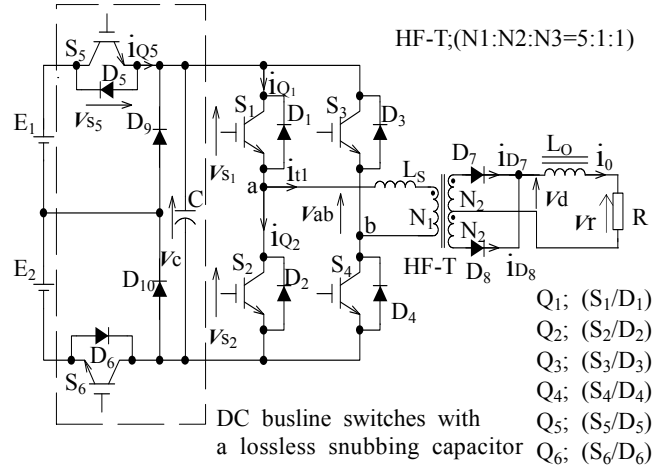 HF-T;(N1:N2:N3=5:1:1)
S5
iQ5
D5
vS5
E1
D9
C
vc
E2
D10
D6
S6
iQ1
S1
D1
vS1
S3
D3
a
it1
LS
vab
b
N1
HF-T
iQ2
S2
D2
vS2
S4
D4
D7
iD7
N2
N2
D8
iD8
LO
io
vd
vr
R
DC busline switches with
a lossless snubbing capacitor
Q1; (S1/D1)
Q2; (S2/D2)
Q3; (S3/D3)
Q4; (S4/D4)
Q5; (S5/D5)
Q6; (S6/D6)